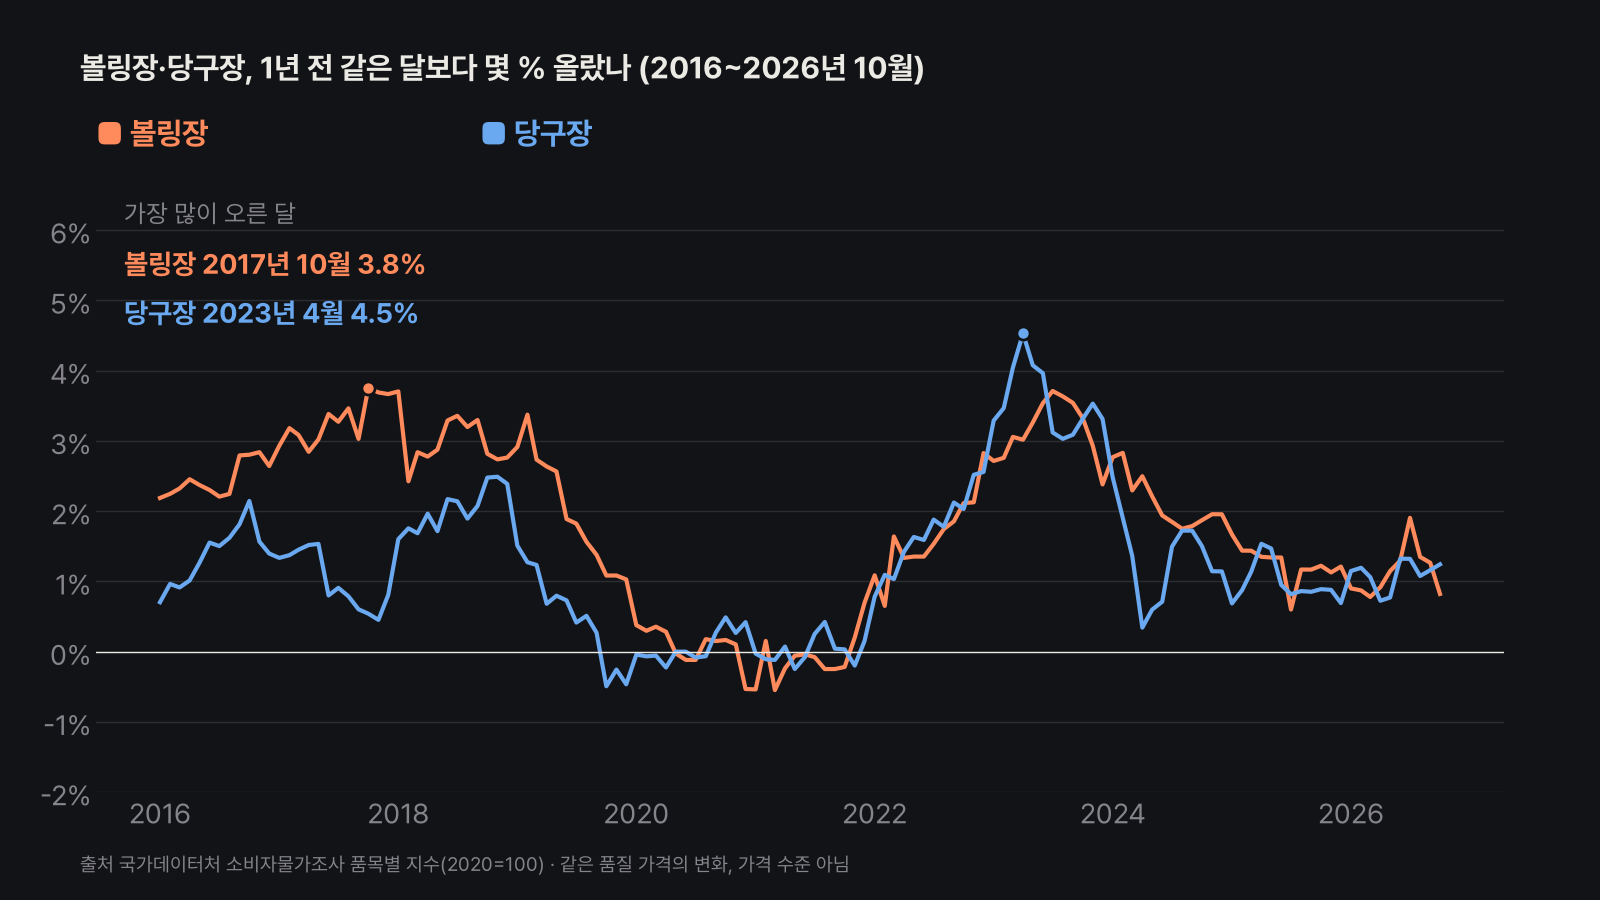 볼링장·당구장, 1년 전 같은 달보다 몇 % 올랐나 (2016~2026년 10월)
볼링장 당구장
가장 많이 오른 달
6%
볼링장 2017년 10월 3.8%
5%
당구장 2023년 4월 4.5%
4%
3%
2%
1%
0%
-1%
-2%
2016 2018 2020 2022 2024 2026
출처 국가데이터처 소비자물가조사 품목별 지수(2020=100) · 같은 품질 가격의 변화, 가격 수준 아님